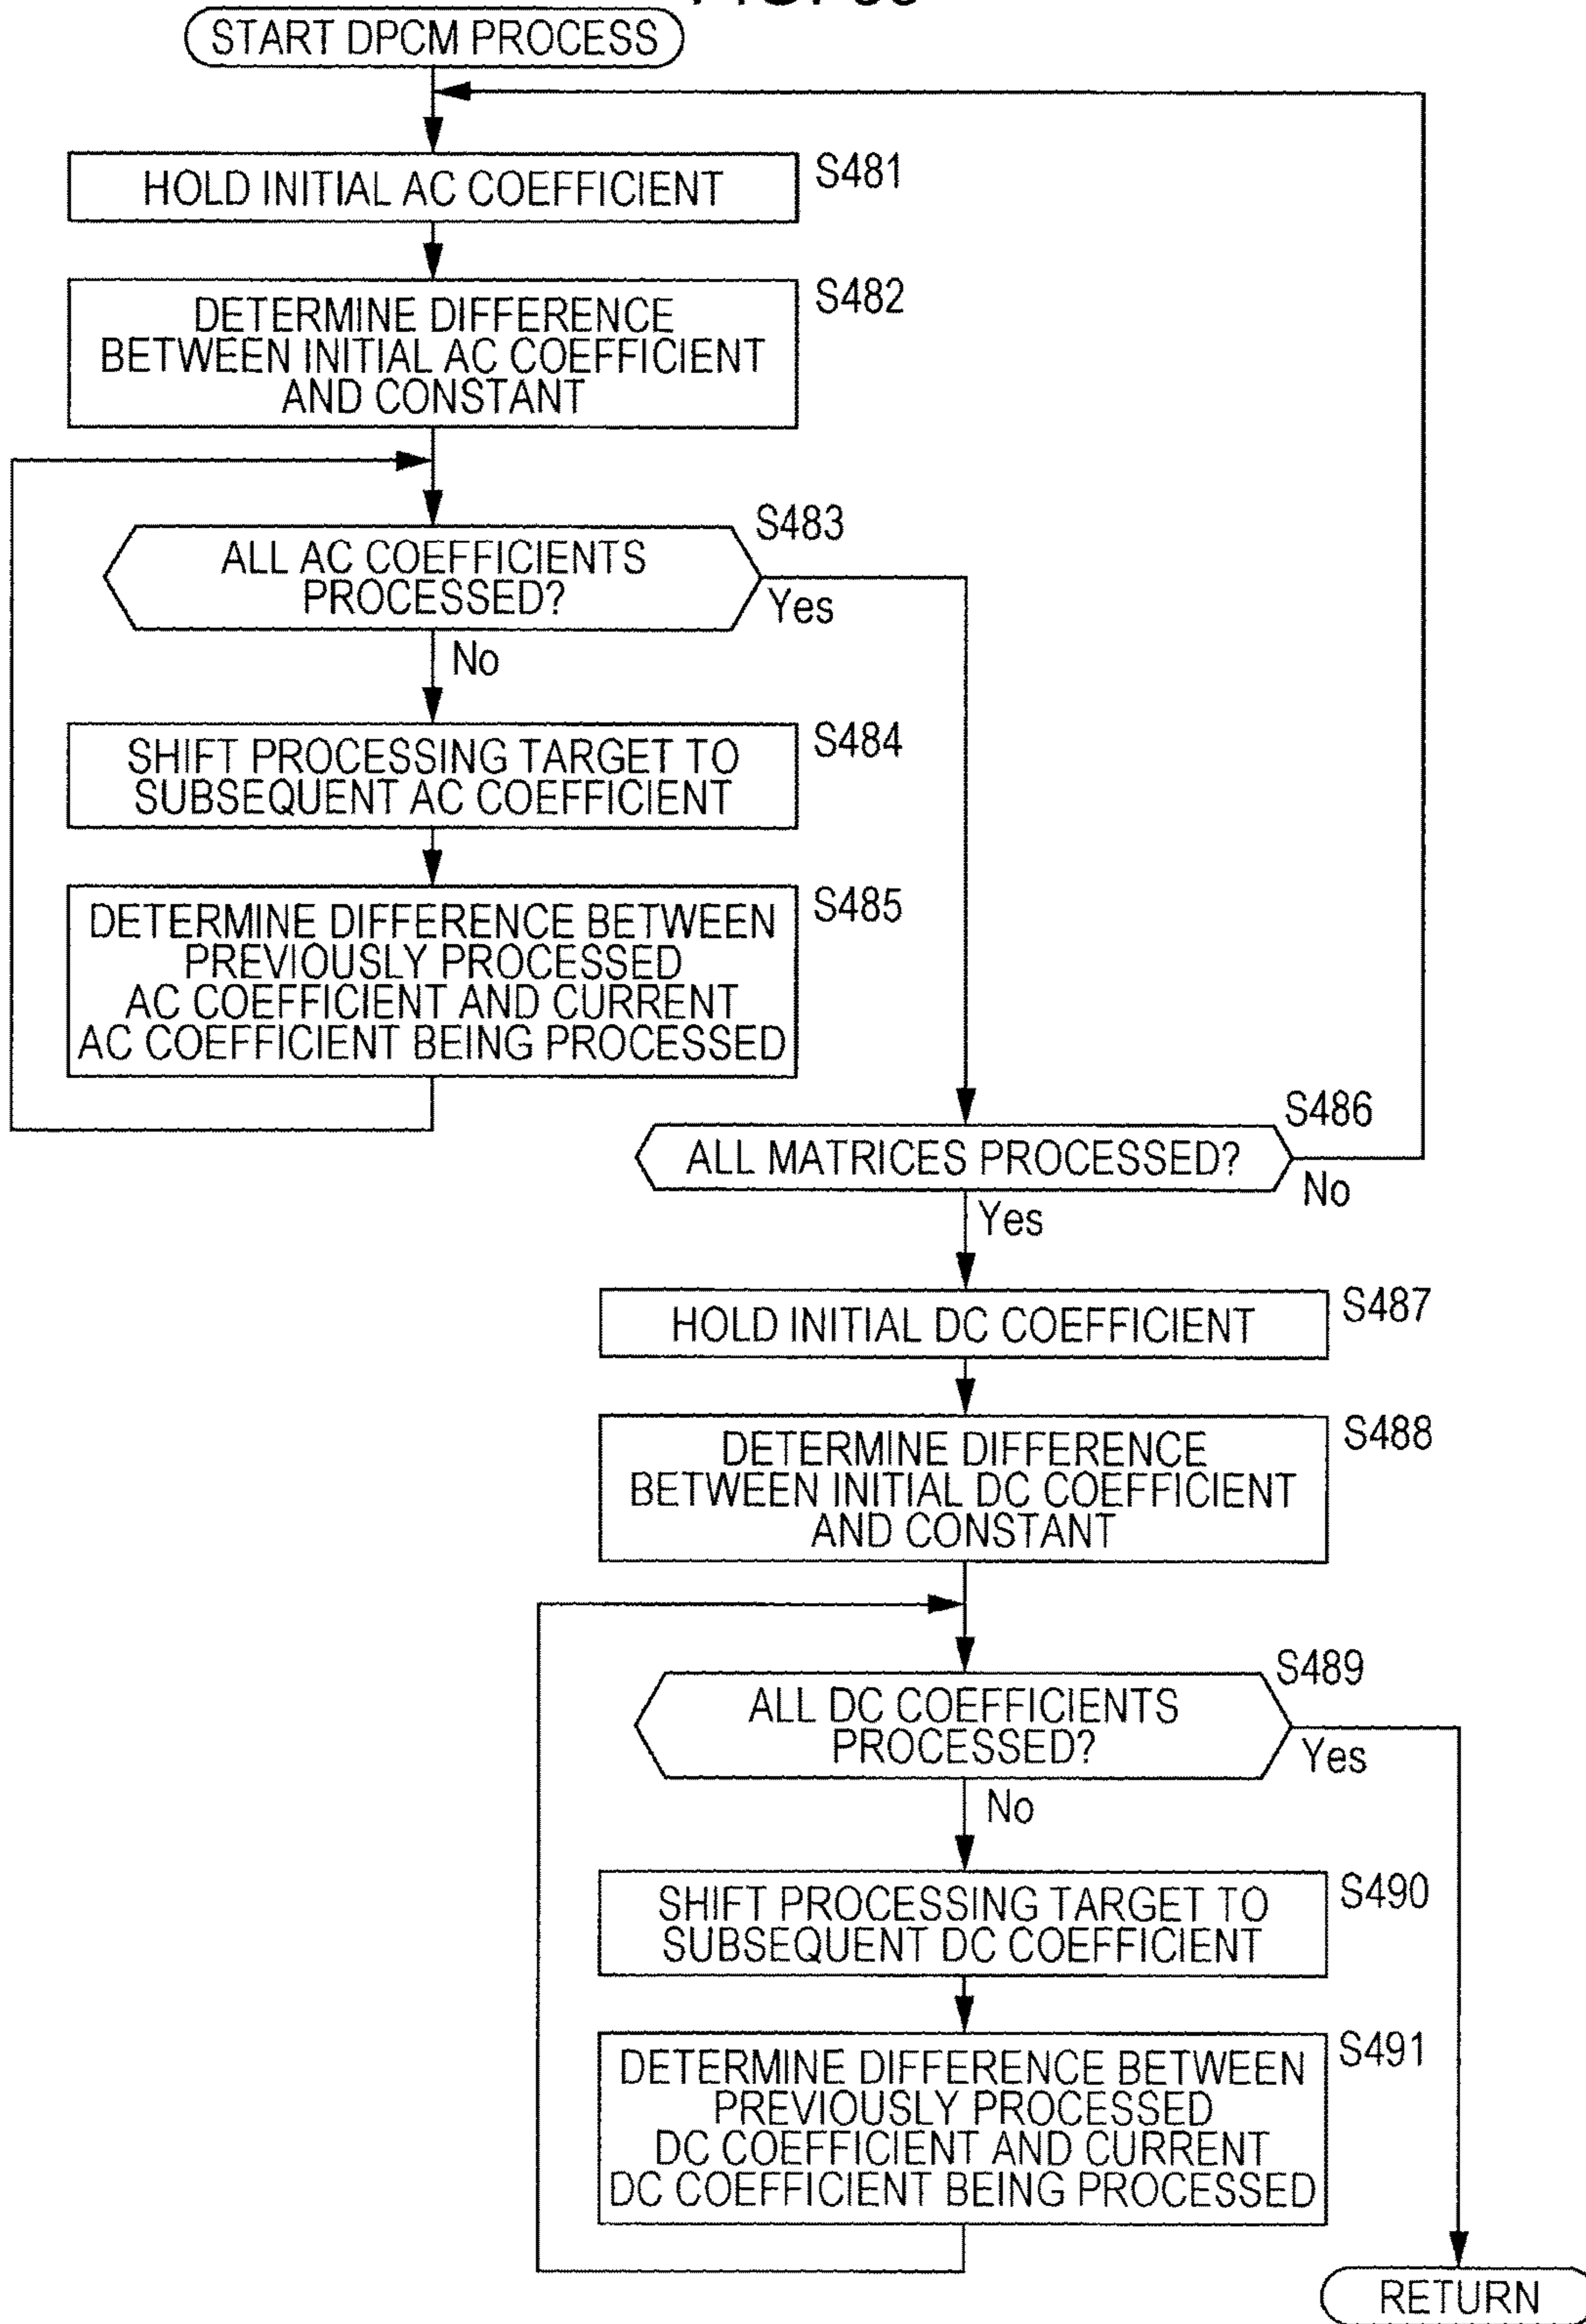 START DPCM PROCESS
HOLD INITIAL AC COEFFICIENT
S481
DETERMINE DIFFERENCE
BETWEEN INITIAL AC COEFFICIENT
AND CONSTANT
S482
ALL AC COEFFICIENTS
PROCESSED?
S483
Yes
No
SHIFT PROCESSING TARGET TO
SUBSEQUENT AC COEFFICIENT
S484
DETERMINE DIFFERENCE BETWEEN
PREVIOUSLY PROCESSED
AC COEFFICIENT AND CURRENT
AC COEFFICIENT BEING PROCESSED
S485
ALL MATRICES PROCESSED?
S486
No
Yes
HOLD INITIAL DC COEFFICIENT
S487
DETERMINE DIFFERENCE
BETWEEN INITIAL DC COEFFICIENT
AND CONSTANT
S488
ALL DC COEFFICIENTS
PROCESSED?
S489
Yes
No
SHIFT PROCESSING TARGET TO
SUBSEQUENT DC COEFFICIENT
S490
DETERMINE DIFFERENCE BETWEEN
PREVIOUSLY PROCESSED
DC COEFFICIENT AND CURRENT
DC COEFFICIENT BEING PROCESSED
S491
RETURN